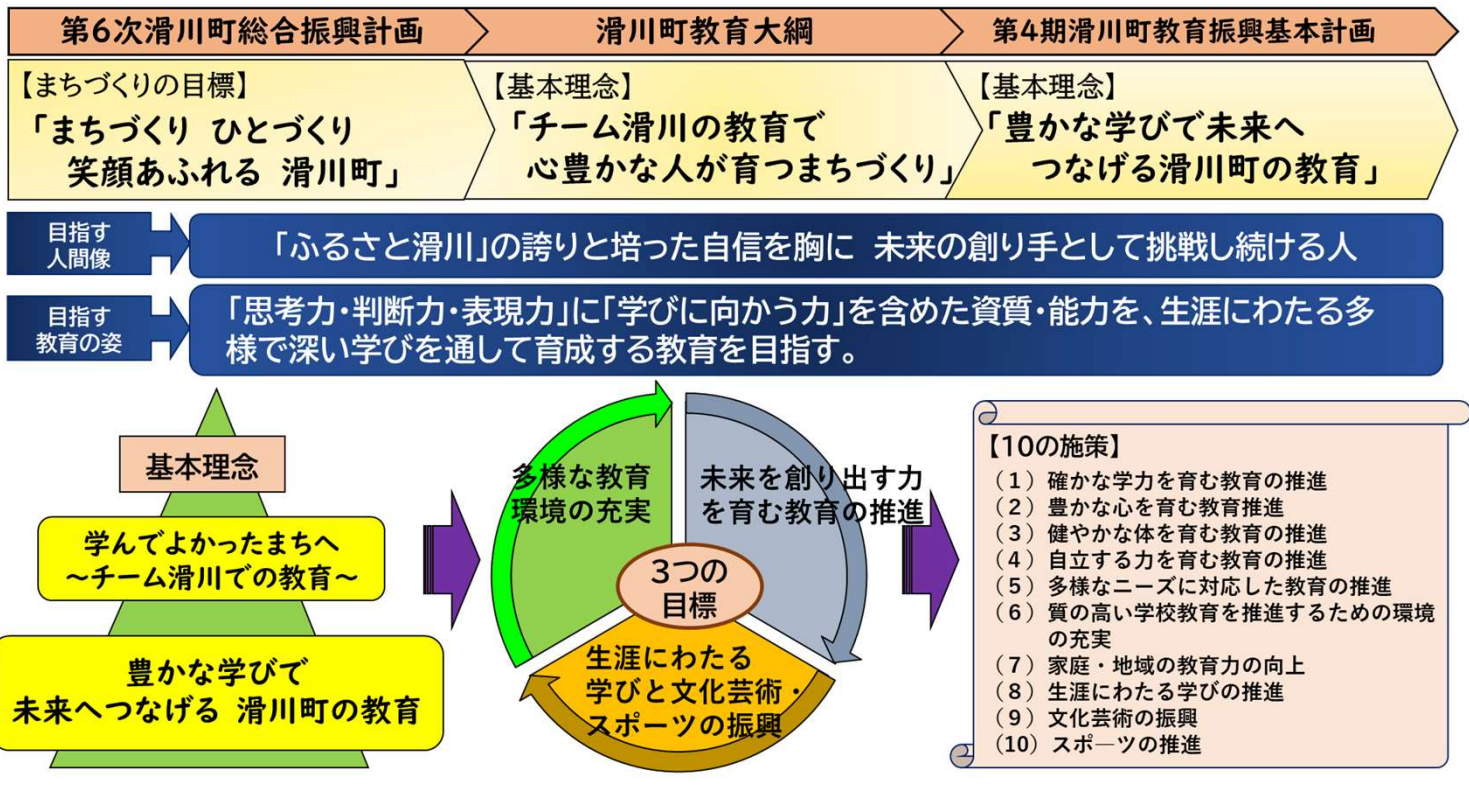 第6次滑川町総合振興計画
滑川町教育大綱
第4期滑川町教育振興基本計画
【まちづくりの目標】
「まちづくり ひとづくり
笑顔あふれる 滑川町」
【基本理念】
「チーム滑川の教育で
心豊かな人が育つまちづくり」
【基本理念】
「豊かな学びで未来へ
つなげる滑川町の教育」
目指す
人間像
「ふるさと滑川」の誇りと培った自信を胸に 未来の創り手として挑戦し続ける人
目指す
教育の姿
「思考力・判断力・表現力」に「学びに向かう力」を含めた資質・能力を、生涯にわたる多
様で深い学びを通して育成する教育を目指す。
基本理念
学んでよかったまちへ
～チーム滑川での教育～
豊かな学びで
未来へつなげる 滑川町の教育
多様な教育
環境の充実
未来を創り出す力
を育む教育の推進
3つの
目標
生涯にわたる
学びと文化芸術・
スポーツの振興
【10の施策】
（1）確かな学力を育む教育の推進
（2）豊かな心を育む教育推進
（3）健やかな体を育む教育の推進
（4）自立する力を育む教育の推進
（5）多様なニーズに対応した教育の推進
（6）質の高い学校教育を推進するための環境
の充実
（7）家庭・地域の教育力の向上
（8）生涯にわたる学びの推進
（9）文化芸術の振興
（10）スポーツの推進